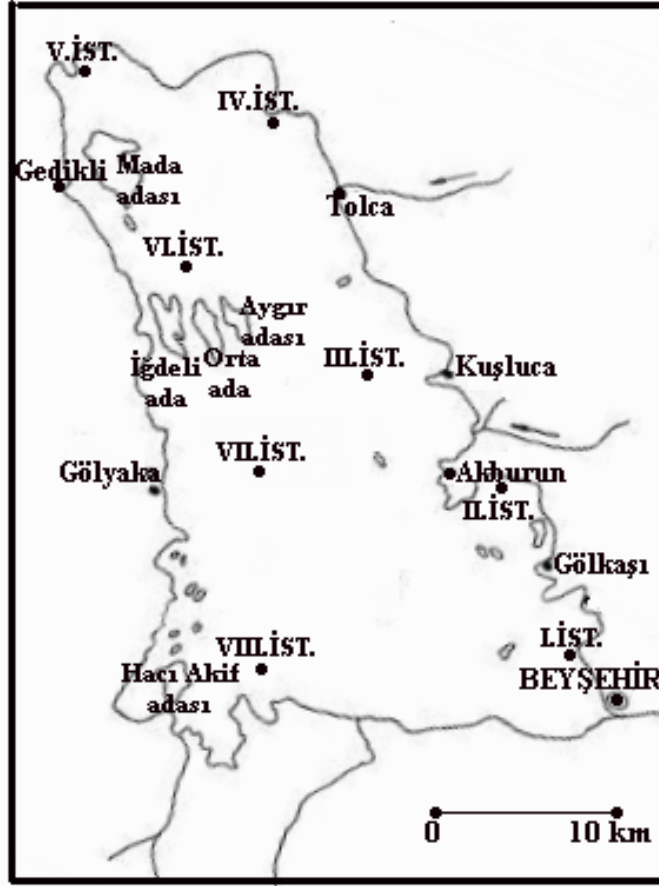 V.İST.
IV.İST.
Gedikli
Mada
adası
Tolca
VI.İST.
Aygır
adası
İğdeli
ada
Orta
ada
III.İST.
Kuşluca
Gölyaka
VII.İST.
Akburun
II.İST.
Gölkaşı
I.İST.
VIII.İST.
Hacı Akif
adası
BEYŞEHİR
0
10 km